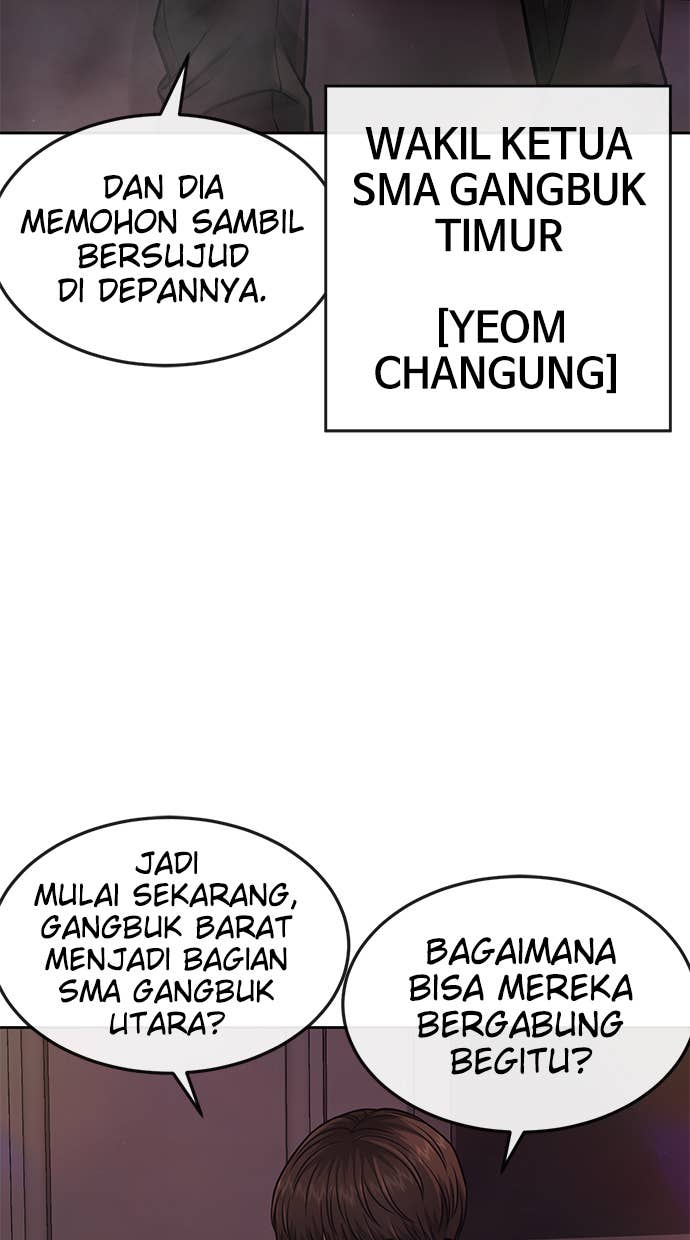 DAN DIA
MEMOHON SAMBIL
BERSUJUD
DI DEPANNYA.
WAKIL KETUA
SMA GANGBUK
TIMUR
[YEOM
CHANGUNG]
JADI
MULAI SEKARANG,
GANGBUK BARAT
MENJADI BAGIAN
SMA GANGBUK
UTARA?
BAGAIMANA
BISA MEREKA
BERGABUNG
BEGITU?